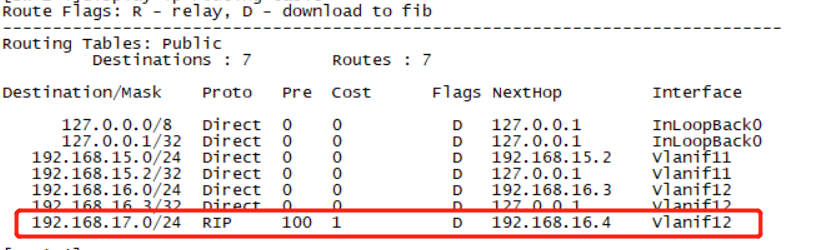 Route Flags: R - relay, D - download to fib
------------------------------------------------------------------------------
Routing Tables: Public
Destinations : 7 Routes : 7
Destination/Mask Proto Pre Cost Flags NextHop Interface
127.0.0.0/8 Direct 0 0 D 127.0.0.1 InLoopBack0
127.0.0.1/32 Direct 0 0 D 127.0.0.1 InLoopBack0
192.168.15.0/24 Direct 0 0 D 192.168.15.2 Vlanif11
192.168.15.2/32 Direct 0 0 D 127.0.0.1 Vlanif11
192.168.16.0/24 Direct 0 0 D 192.168.16.3 Vlanif12
192.168.16.3/32 Direct 0 0 D 127.0.0.1 Vlanif12
192.168.17.0/24 RIP 100 1 D 192.168.16.4 Vlanif12